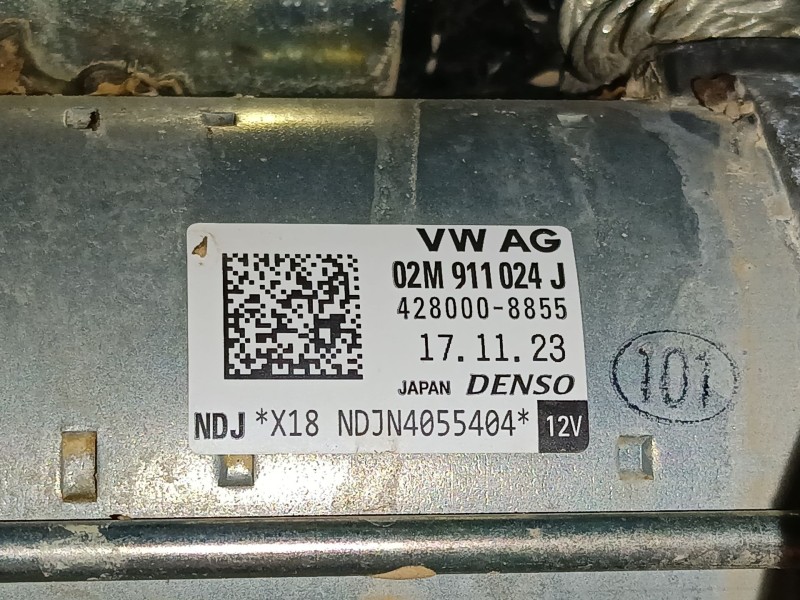 VW AG
02M 911 024 J
428000-8855
17.11.23
JAPAN DENSO
NDJ *X18 NDJN4055404* 12V
101